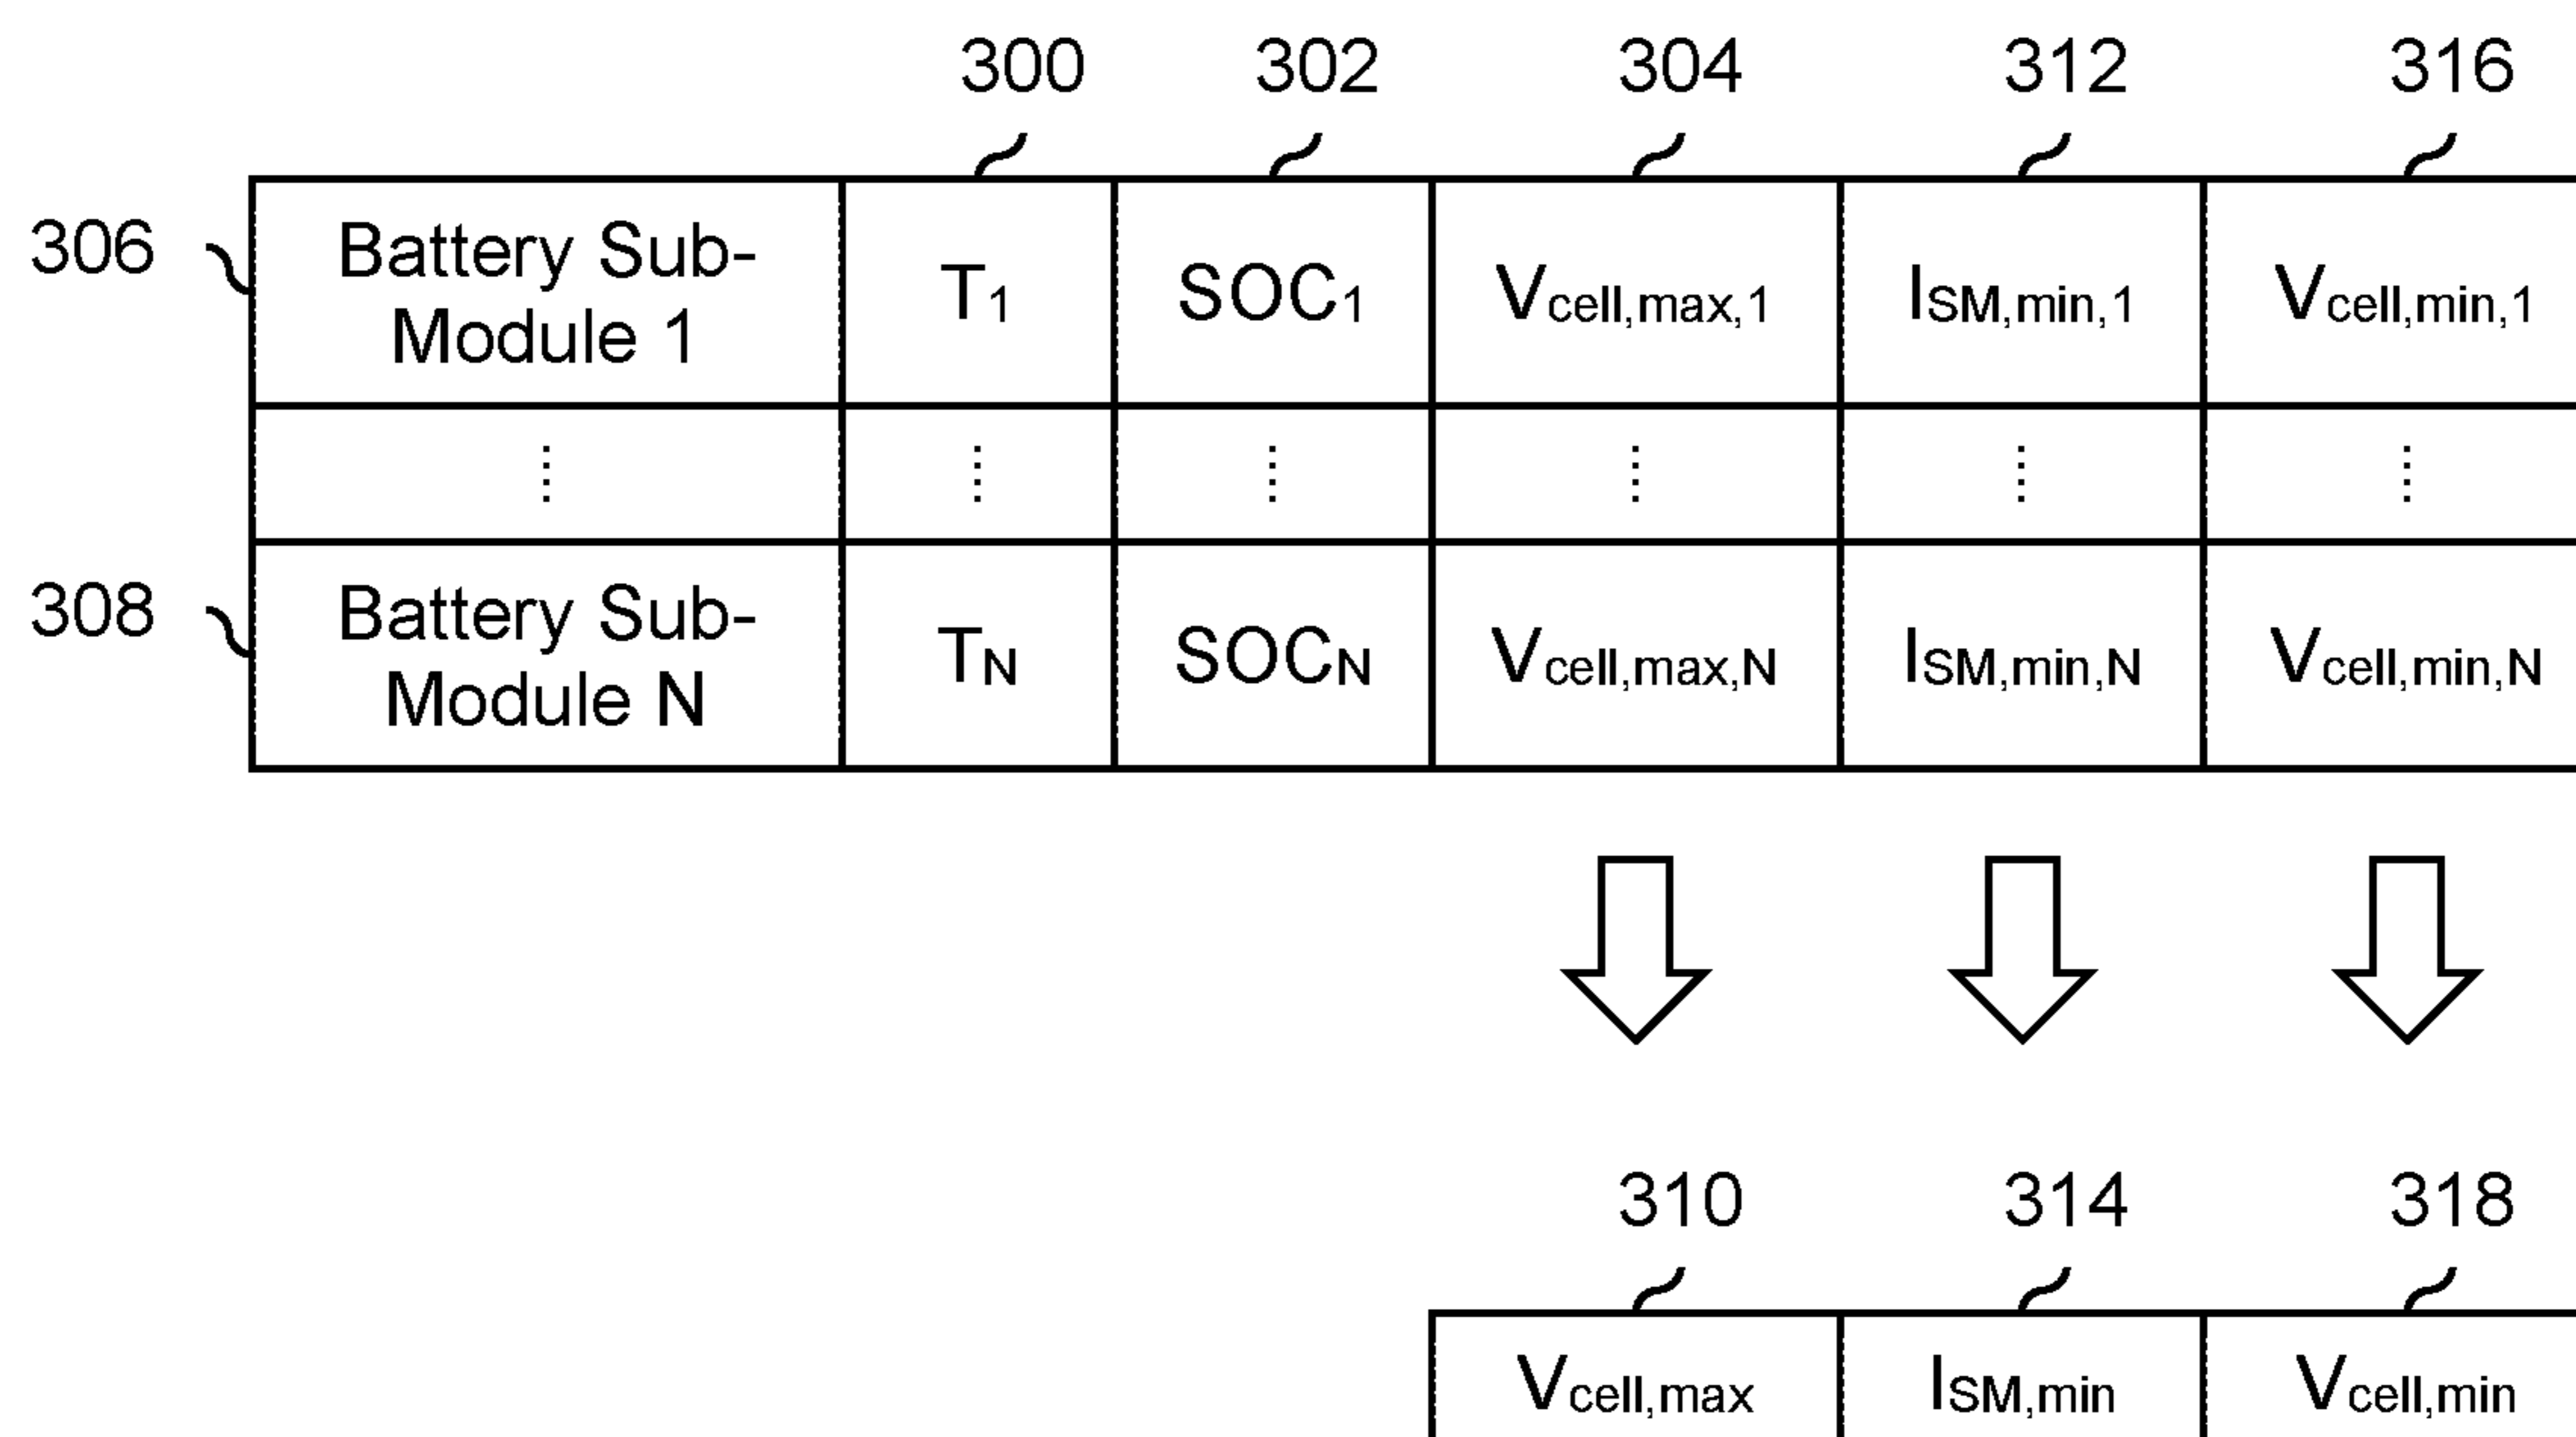 300 302 304 312 316
306
Battery Sub-
Module 1
T1 SOC1 Vcell,max,1 ISM,min,1 Vcell,min,1
308
Battery Sub-
Module N
TN SOCN Vcell,max,N ISM,min,N Vcell,min,N
310 314 318
Vcell,max ISM,min Vcell,min